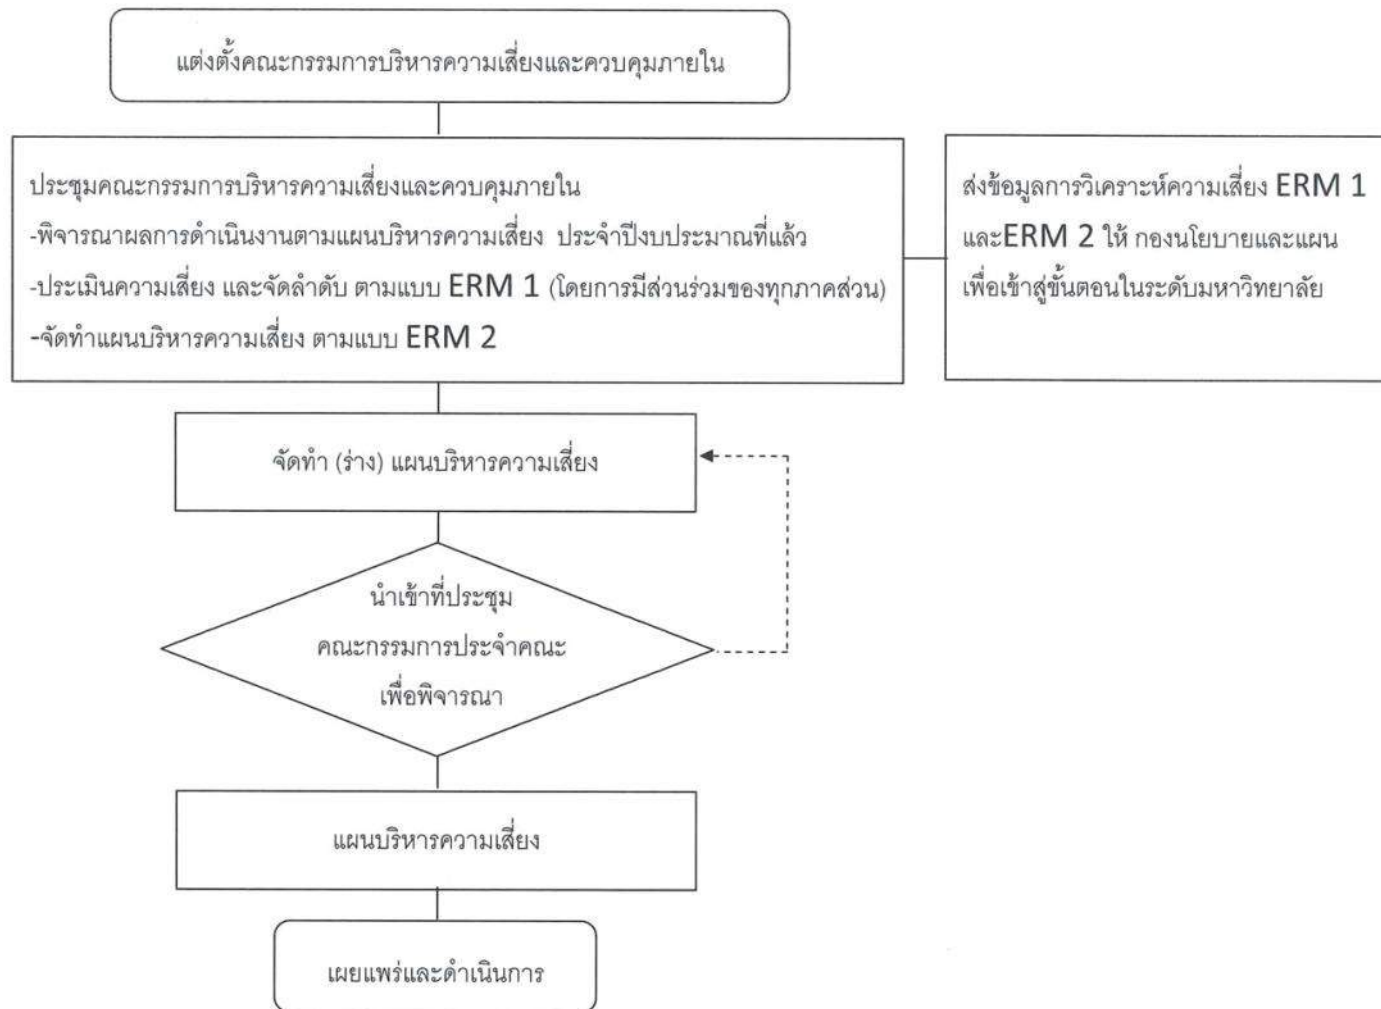 แต่งตั้งคณะกรรมการบริหารความเสี่ยงและควบคุมภายใน
ประชุมคณะกรรมการบริหารความเสี่ยงและควบคุมภายใน
-พิจารณาผลการดำเนินงานตามแผนบริหารความเสี่ยง ประจำปีงบประมาณที่แล้ว
-ประเมินความเสี่ยง และจัดลำดับ ตามแบบ ERM 1 (โดยการมีส่วนร่วมของทุกภาคส่วน)
-จัดทำแผนบริหารความเสี่ยง ตามแบบ ERM 2
ส่งข้อมูลการวิเคราะห์ความเสี่ยง ERM 1
และERM 2 ให้ กองนโยบายและแผน
เพื่อเข้าสู่ขั้นตอนในระดับมหาวิทยาลัย
จัดทำ (ร่าง) แผนบริหารความเสี่ยง
นำเข้าที่ประชุม
คณะกรรมการประจำคณะ
เพื่อพิจารณา
แผนบริหารความเสี่ยง
เผยแพร่และดำเนินการ